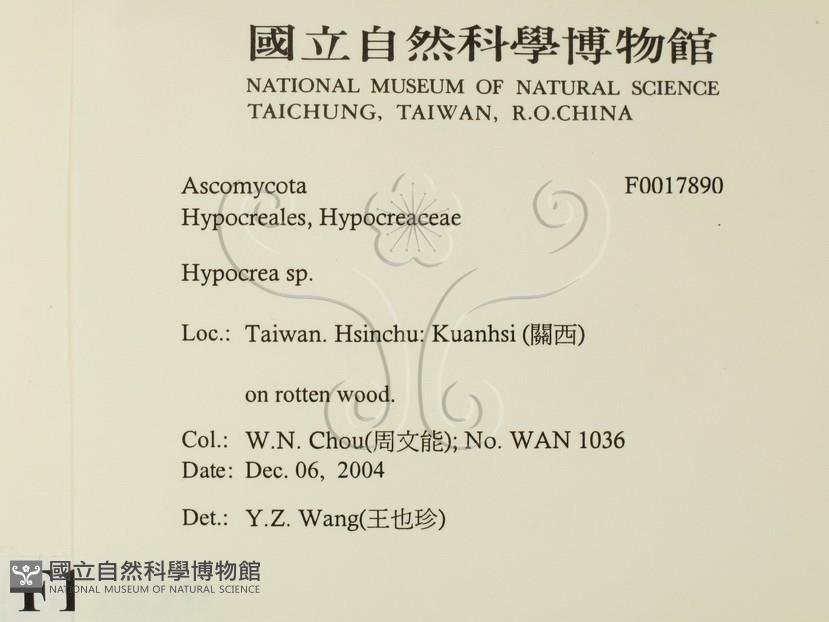 國立自然科學博物館
NATIONAL MUSEUM OF NATURAL SCIENCE
TAICHUNG, TAIWAN, R.O.CHINA
Ascomycota F0017890
Hypocreales, Hypocreaceae
Hypocrea sp.
Loc.: Taiwan. Hsinchu: Kuanhsi (關西)
on rotten wood.
Col.: W.N. Chou(周文能); No. WAN 1036
Date: Dec. 06, 2004
Det.: Y.Z. Wang(王也珍)
國立自然科學博物館
NATIONAL MUSEUM OF NATURAL SCIENCE